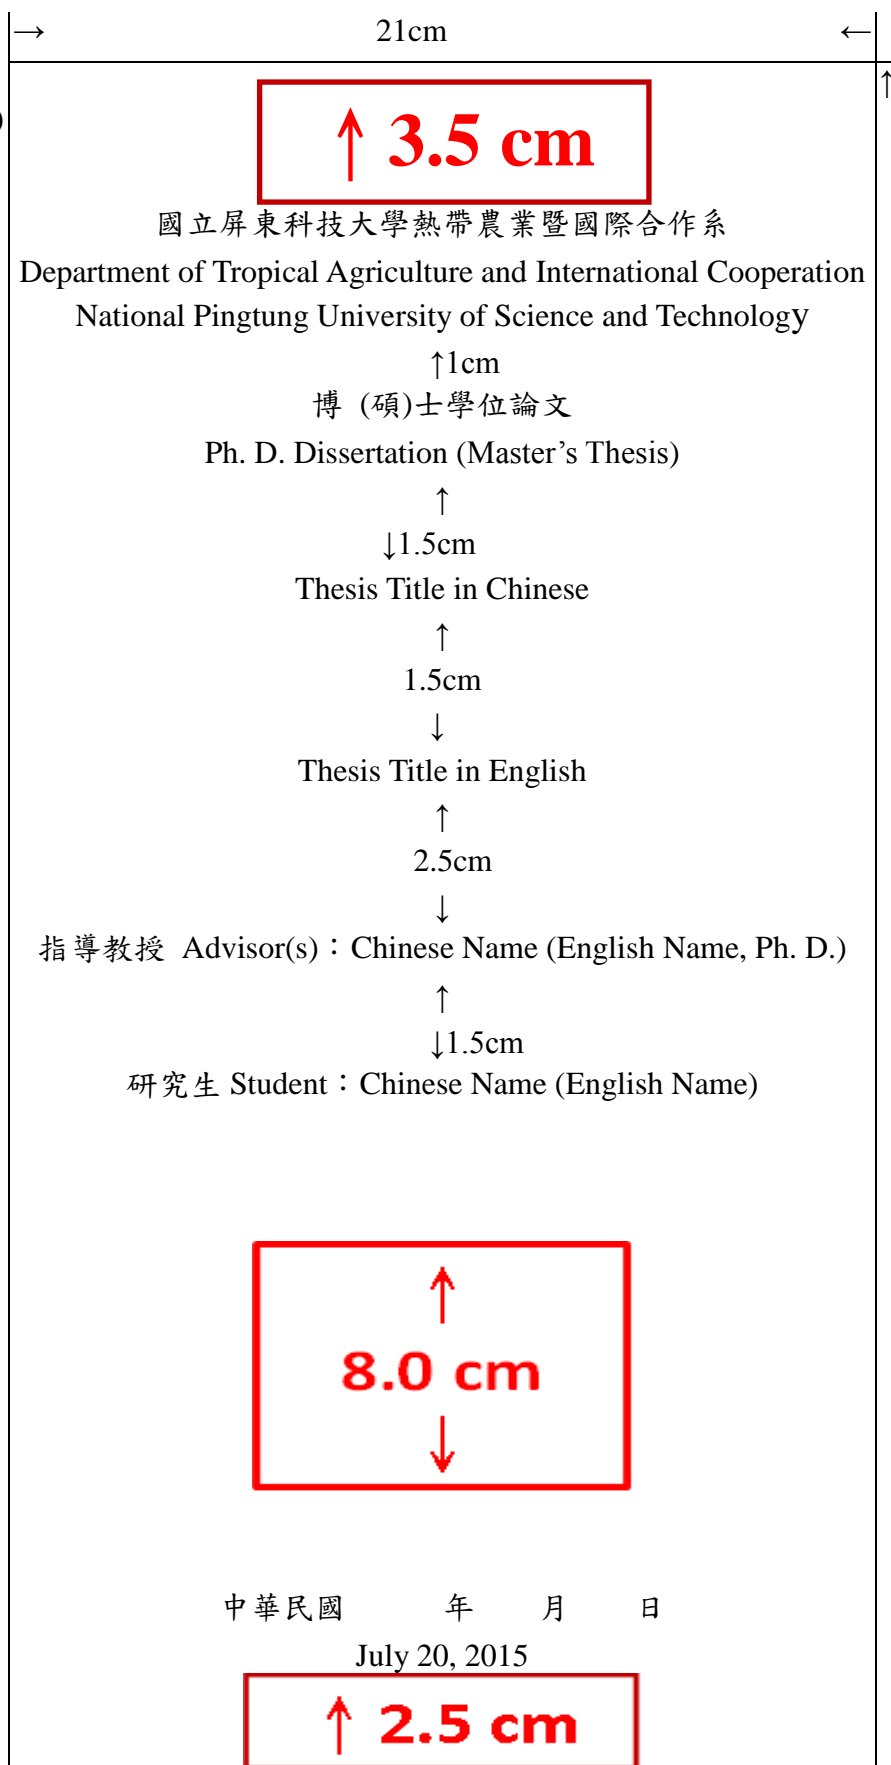 → 21cm ←
↑
)
↑ 3.5 cm
國立屏東科技大學熱帶農業暨國際合作系
Department of Tropical Agriculture and International Cooperation
National Pingtung University of Science and Technology
↑1cm
博 (碩)士學位論文
Ph. D. Dissertation (Master’s Thesis)
↑
↓1.5cm
Thesis Title in Chinese
↑
1.5cm
↓
Thesis Title in English
↑
2.5cm
↓
指導教授 Advisor(s)：Chinese Name (English Name, Ph. D.)
↑
↓1.5cm
研究生 Student：Chinese Name (English Name)
↑
8.0 cm
↓
中華民國 年 月 日
July 20, 2015
↑ 2.5 cm